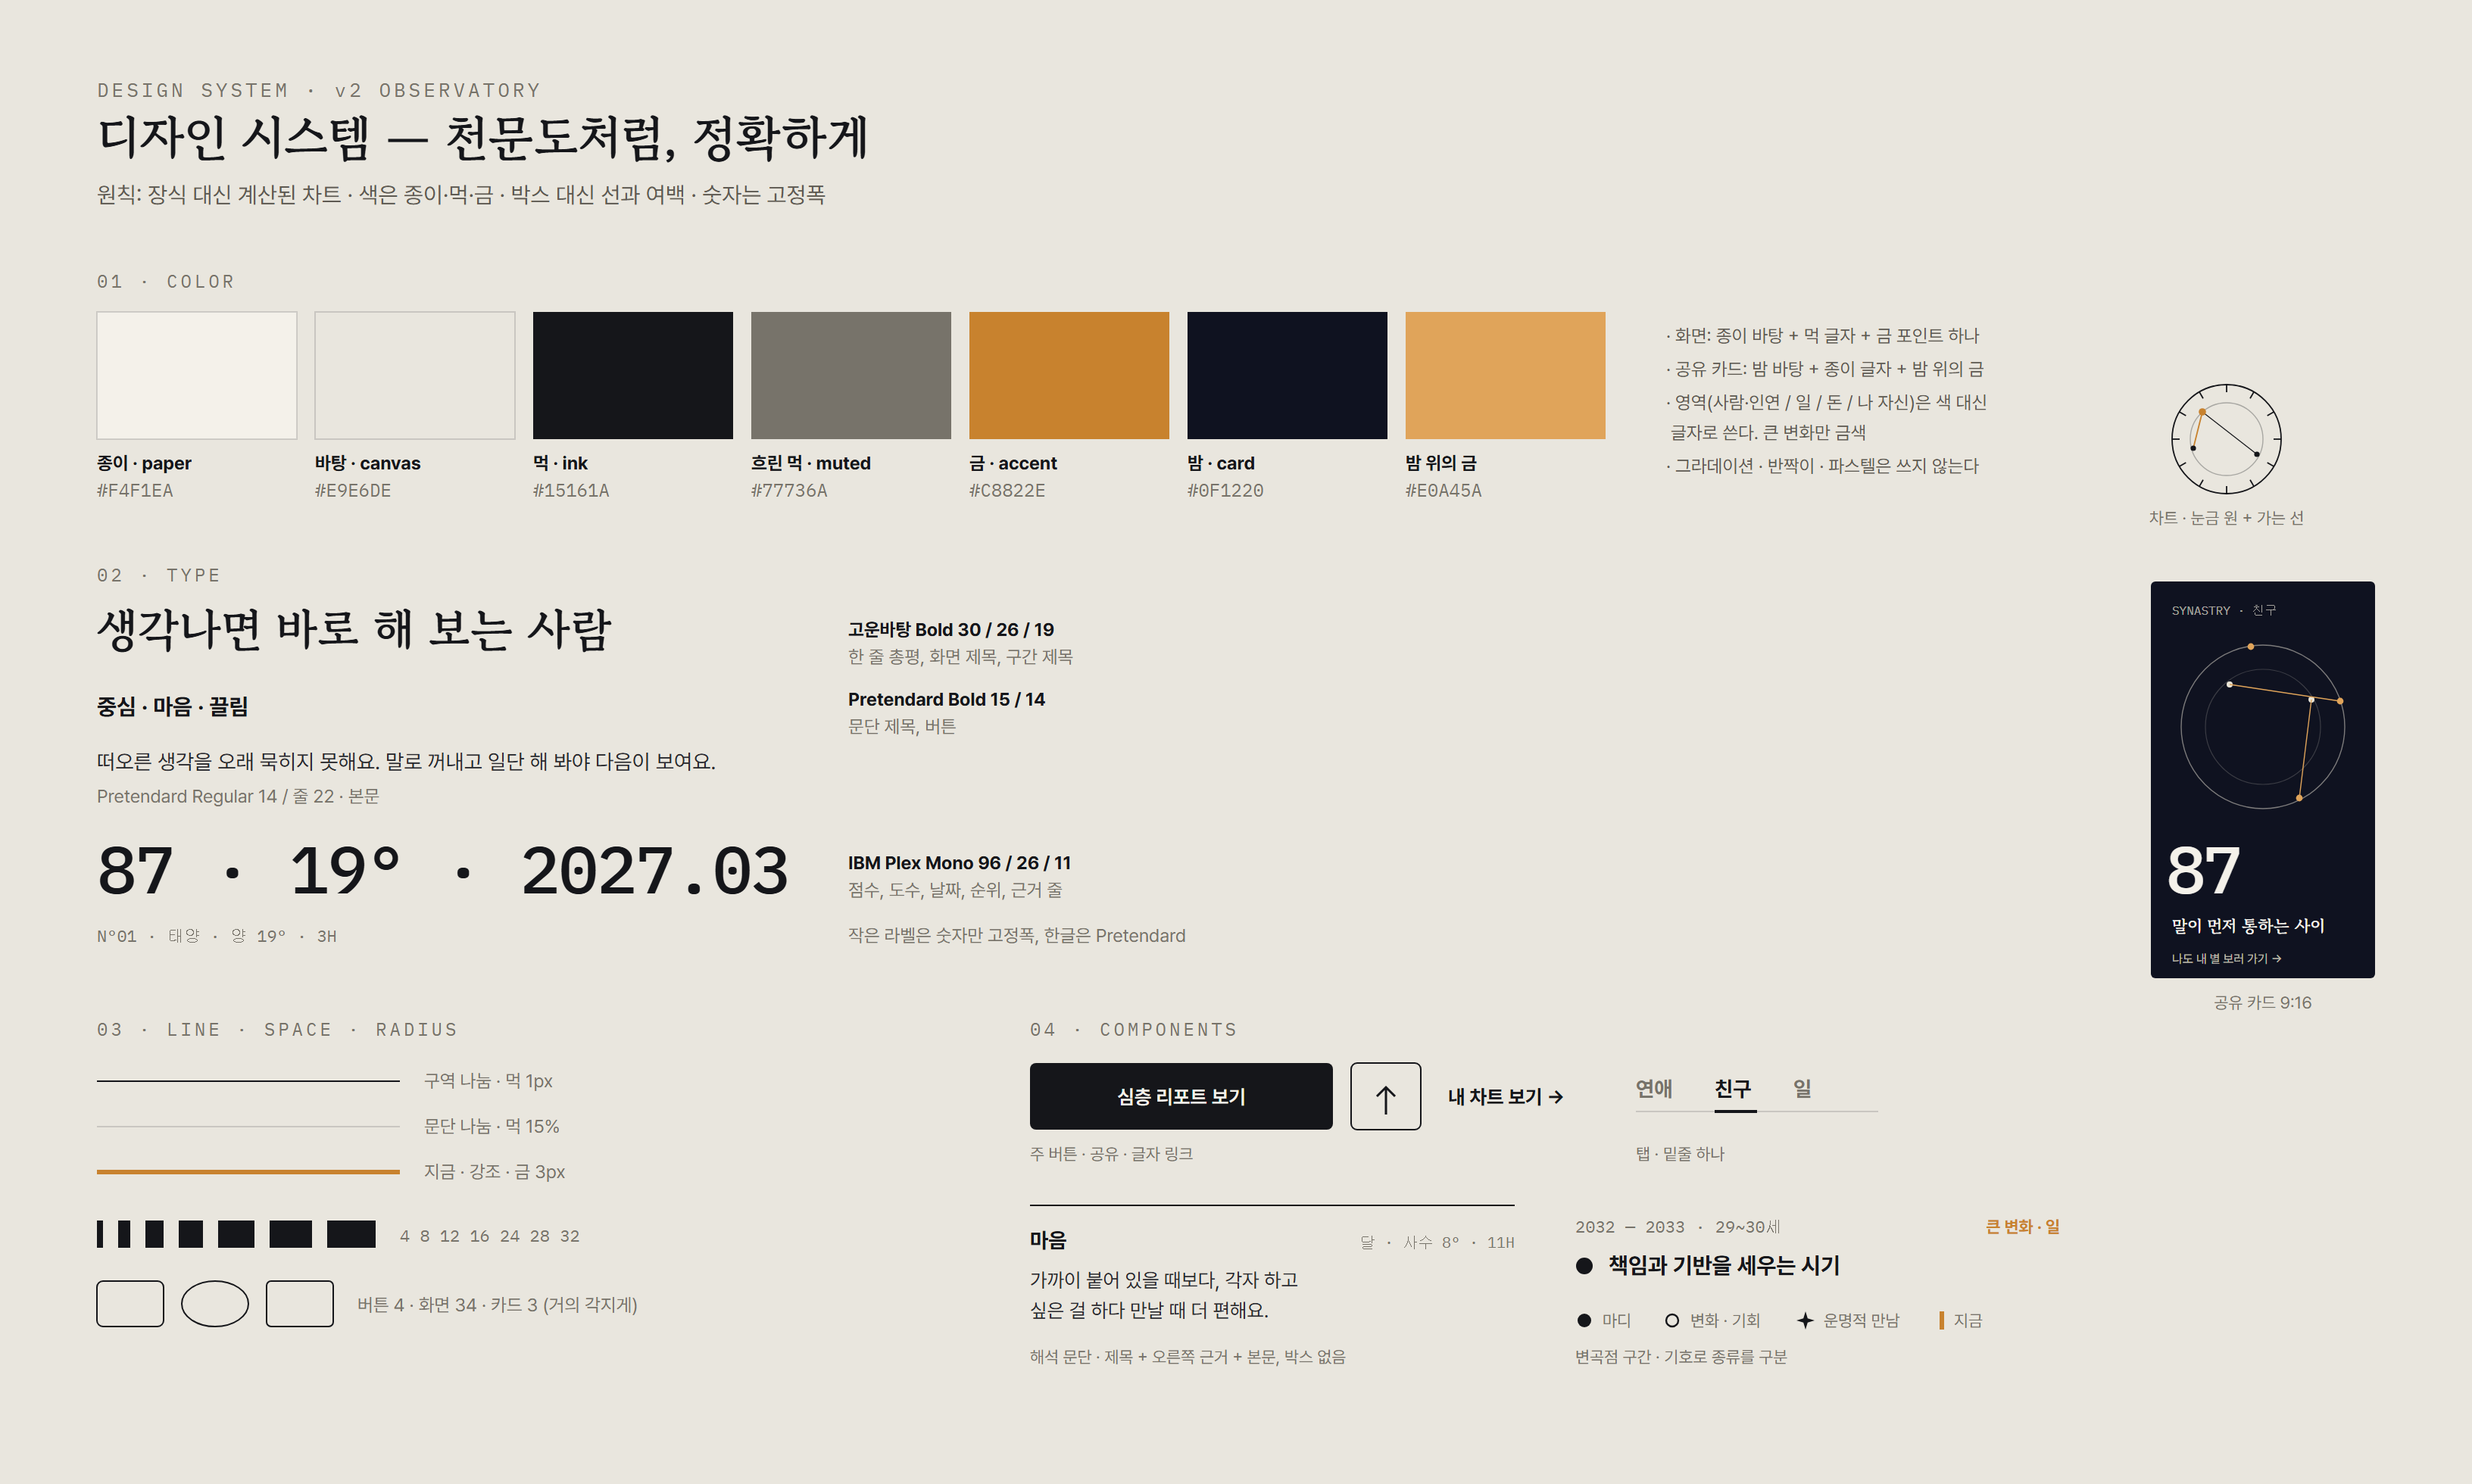 DESIGN SYSTEM · v2 OBSERVATORY
디자인 시스템 — 천문도처럼, 정확하게
원칙: 장식 대신 계산된 차트 · 색은 종이·먹·금 · 박스 대신 선과 여백 · 숫자는 고정폭
01 · COLOR
종이 · paper
#F4F1EA
바탕 · canvas
#E9E6DE
먹 · ink
#15161A
흐린 먹 · muted
#77736A
금 · accent
#C8822E
밤 · card
#0F1220
밤 위의 금
#E0A45A
· 화면: 종이 바탕 + 먹 글자 + 금 포인트 하나
· 공유 카드: 밤 바탕 + 종이 글자 + 밤 위의 금
· 영역(사람·인연 / 일 / 돈 / 나 자신)은 색 대신
글자로 쓴다. 큰 변화만 금색
· 그라데이션 · 반짝이 · 파스텔은 쓰지 않는다
차트 · 눈금 원 + 가는 선
02 · TYPE
생각나면 바로 해 보는 사람
고운바탕 Bold 30 / 26 / 19
한 줄 총평, 화면 제목, 구간 제목
중심 · 마음 · 끌림
Pretendard Bold 15 / 14
문단 제목, 버튼
떠오른 생각을 오래 묵히지 못해요. 말로 꺼내고 일단 해 봐야 다음이 보여요.
Pretendard Regular 14 / 줄 22 · 본문
87 · 19° · 2027.03
IBM Plex Mono 96 / 26 / 11
점수, 도수, 날짜, 순위, 근거 줄
N°01 · 태양 · 양 19° · 3H
작은 라벨은 숫자만 고정폭, 한글은 Pretendard
SYNASTRY · 친구
87
말이 먼저 통하는 사이
나도 내 별 보러 가기 →
공유 카드 9:16
03 · LINE · SPACE · RADIUS
구역 나눔 · 먹 1px
문단 나눔 · 먹 15%
지금 · 강조 · 금 3px
4 8 12 16 24 28 32
버튼 4 · 화면 34 · 카드 3 (거의 각지게)
04 · COMPONENTS
심층 리포트 보기
↑
내 차트 보기 →
주 버튼 · 공유 · 글자 링크
연애 친구 일
탭 · 밑줄 하나
마음
달 · 사수 8° · 11H
가까이 붙어 있을 때보다, 각자 하고
싶은 걸 하다 만날 때 더 편해요.
해석 문단 · 제목 + 오른쪽 근거 + 본문, 박스 없음
2032 — 2033 · 29~30세
큰 변화 · 일
책임과 기반을 세우는 시기
마디 변화 · 기회 운명적 만남 지금
변곡점 구간 · 기호로 종류를 구분